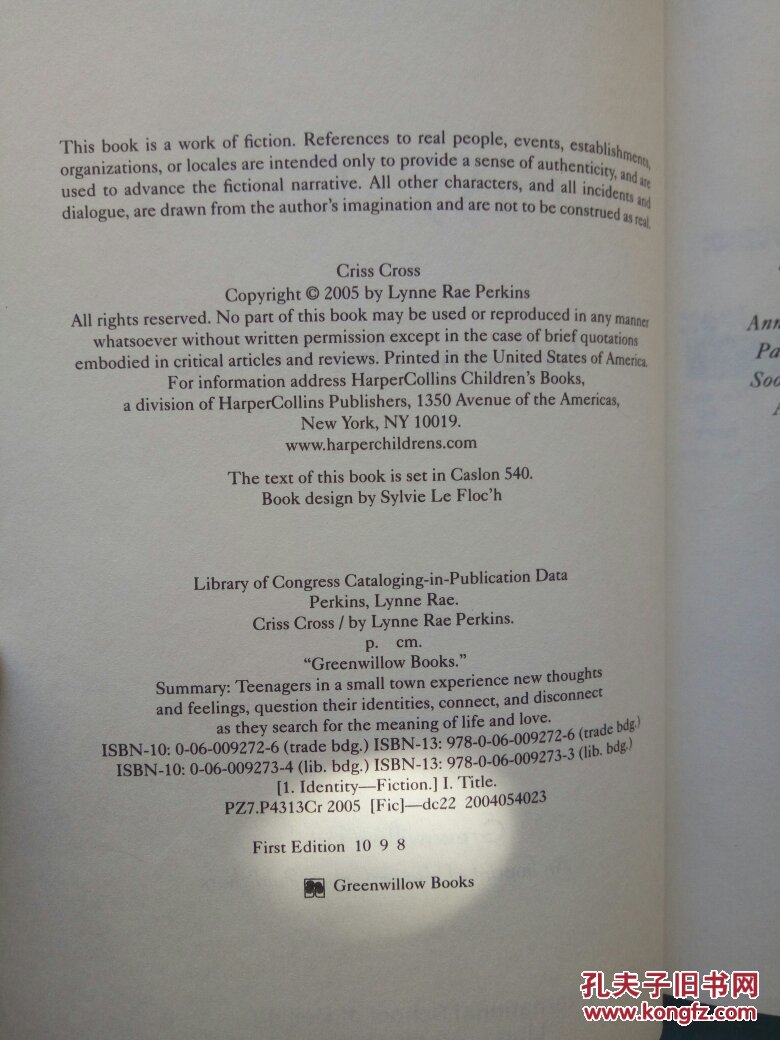 This book is a work of fiction. References to real people, events, establishments,
organizations, or locales are intended only to provide a sense of authenticity, and are
used to advance the fictional narrative. All other characters, and all incidents and
dialogue, are drawn from the author's imagination and are not to be construed as real.
Criss Cross
Copyright © 2005 by Lynne Rae Perkins
All rights reserved. No part of this book may be used or reproduced in any manner
whatsoever without written permission except in the case of brief quotations
embodied in critical articles and reviews. Printed in the United States of America.
For information address HarperCollins Children's Books,
a division of HarperCollins Publishers, 1350 Avenue of the Americas,
New York, NY 10019.
www.harperchildrens.com
The text of this book is set in Caslon 540.
Book design by Sylvie Le Floc'h
Library of Congress Cataloging-in-Publication Data
Perkins, Lynne Rae.
Criss Cross / by Lynne Rae Perkins.
p. cm.
"Greenwillow Books."
Summary: Teenagers in a small town experience new thoughts
and feelings, question their identities, connect, and disconnect
as they search for the meaning of life and love.
ISBN-10: 0-06-009272-6 (trade bdg.) ISBN-13: 978-0-06-009272-6 (trade bdg.)
ISBN-10: 0-06-009273-4 (lib. bdg.) ISBN-13: 978-0-06-009273-3 (lib. bdg.)
[1. Identity—Fiction.] I. Title.
PZ7.P4313Cr 2005 [Fic]—dc22 2004054023
First Edition 10 9 8
Greenwillow Books
Ann
Pa
Soo
孔夫子旧书网
www.kongfz.com